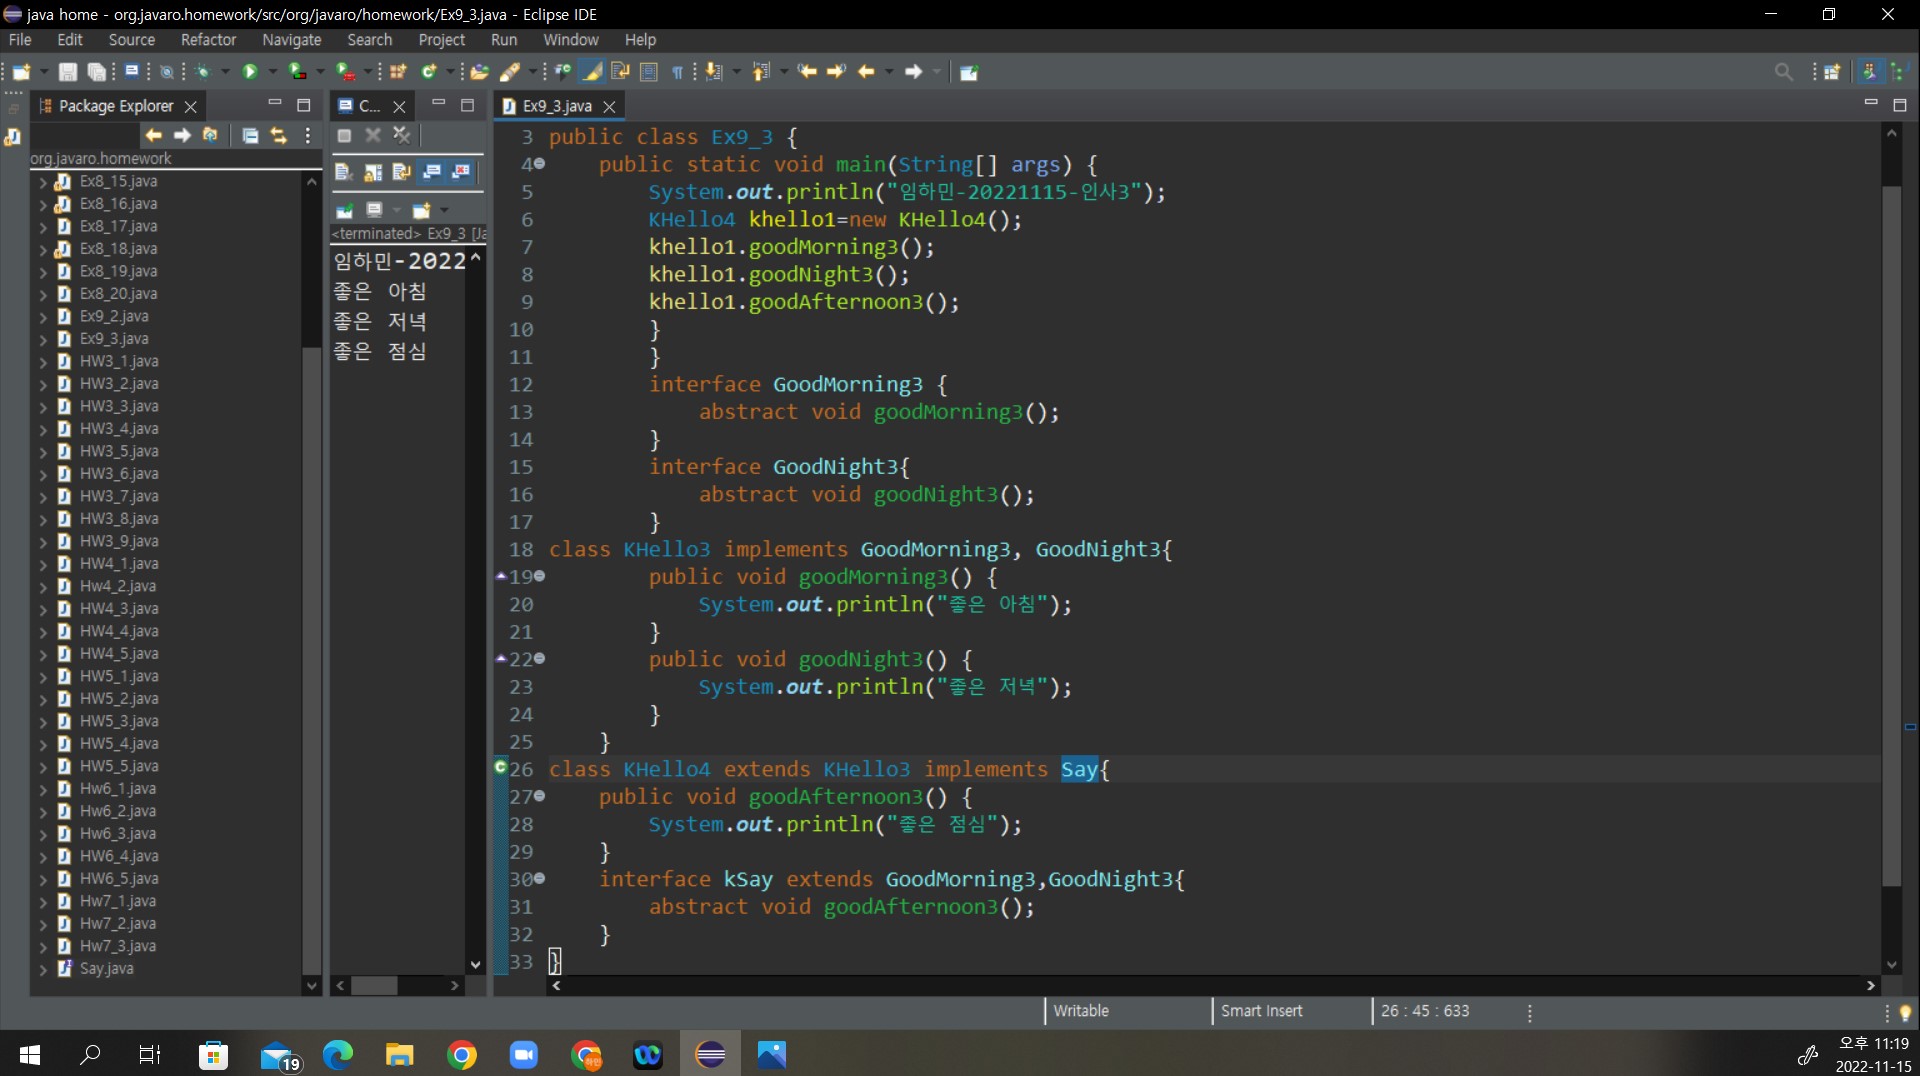 java home - org.javaro.homework/src/org/javaro/homework/Ex9_3.java - Eclipse IDE
File Edit Source Refactor Navigate Search Project Run Window Help
Package Explorer
C...
Ex9_3.java
org.javaro.homework
Ex8_15.java
Ex8_16.java
Ex8_17.java
Ex8_18.java
Ex8_19.java
Ex8_20.java
Ex9_2.java
Ex9_3.java
HW3_1.java
HW3_2.java
HW3_3.java
HW3_4.java
HW3_5.java
HW3_6.java
HW3_7.java
HW3_8.java
HW3_9.java
HW4_1.java
Hw4_2.java
HW4_3.java
HW4_4.java
HW4_5.java
HW5_1.java
HW5_2.java
HW5_3.java
HW5_4.java
HW5_5.java
Hw6_1.java
Hw6_2.java
Hw6_3.java
HW6_4.java
HW6_5.java
Hw7_1.java
Hw7_2.java
Hw7_3.java
Say.java
<terminated> Ex9_3 [Ja
임하민-2022
좋은 아침
좋은 저녁
좋은 점심
3 public class Ex9_3 {
4 public static void main(String[] args) {
5 System.out.println("임하민-20221115-인사3");
6 KHello4 khello1=new KHello4();
7 khello1.goodMorning3();
8 khello1.goodNight3();
9 khello1.goodAfternoon3();
10 }
11 }
12 interface GoodMorning3 {
13 abstract void goodMorning3();
14 }
15 interface GoodNight3{
16 abstract void goodNight3();
17 }
18 class KHello3 implements GoodMorning3, GoodNight3{
19 public void goodMorning3() {
20 System.out.println("좋은 아침");
21 }
22 public void goodNight3() {
23 System.out.println("좋은 저녁");
24 }
25 }
26 class KHello4 extends KHello3 implements Say{
27 public void goodAfternoon3() {
28 System.out.println("좋은 점심");
29 }
30 interface kSay extends GoodMorning3,GoodNight3{
31 abstract void goodAfternoon3();
32 }
33 }
Writable Smart Insert 26 : 45 : 633
19
하민
오후 11:19
2022-11-15